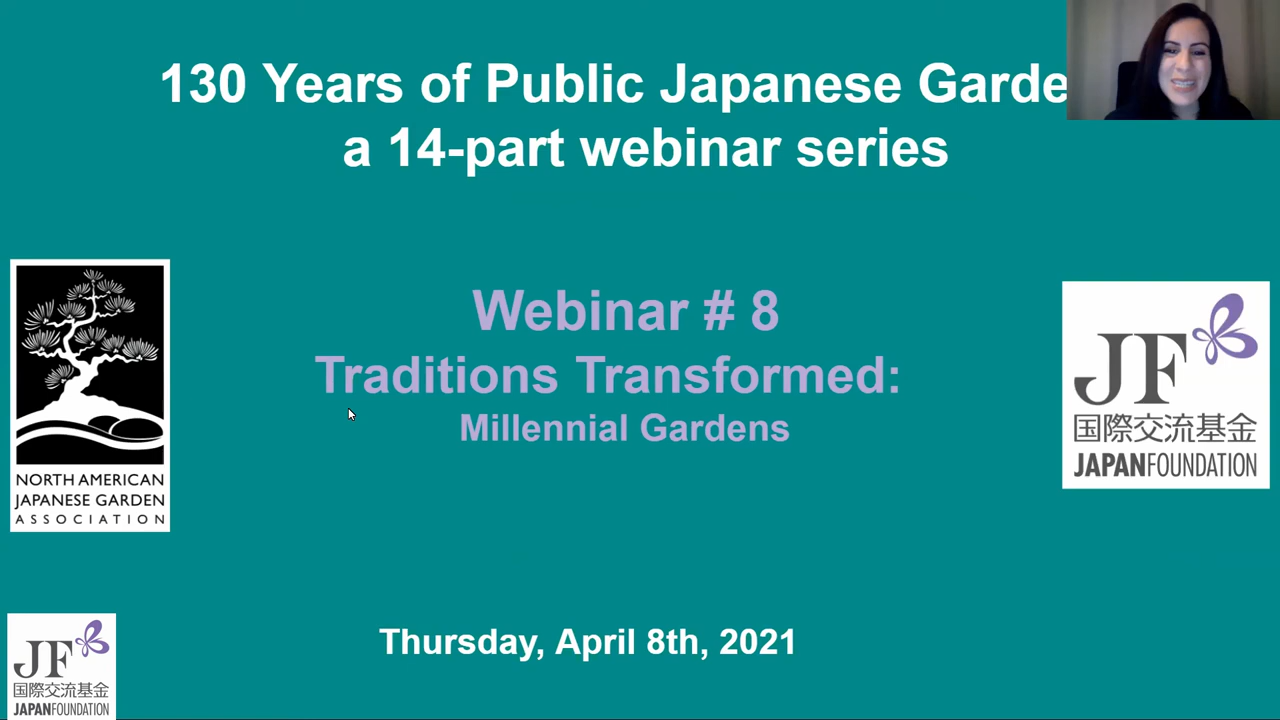 130 Years of Public Japanese Garde
a 14-part webinar series
Webinar # 8
Traditions Transformed:
Millennial Gardens
NORTH AMERICAN
JAPANESE GARDEN
ASSOCIATION
JF
国際交流基金
JAPANFOUNDATION
JF
国際交流基金
JAPANFOUNDATION
Thursday, April 8th, 2021